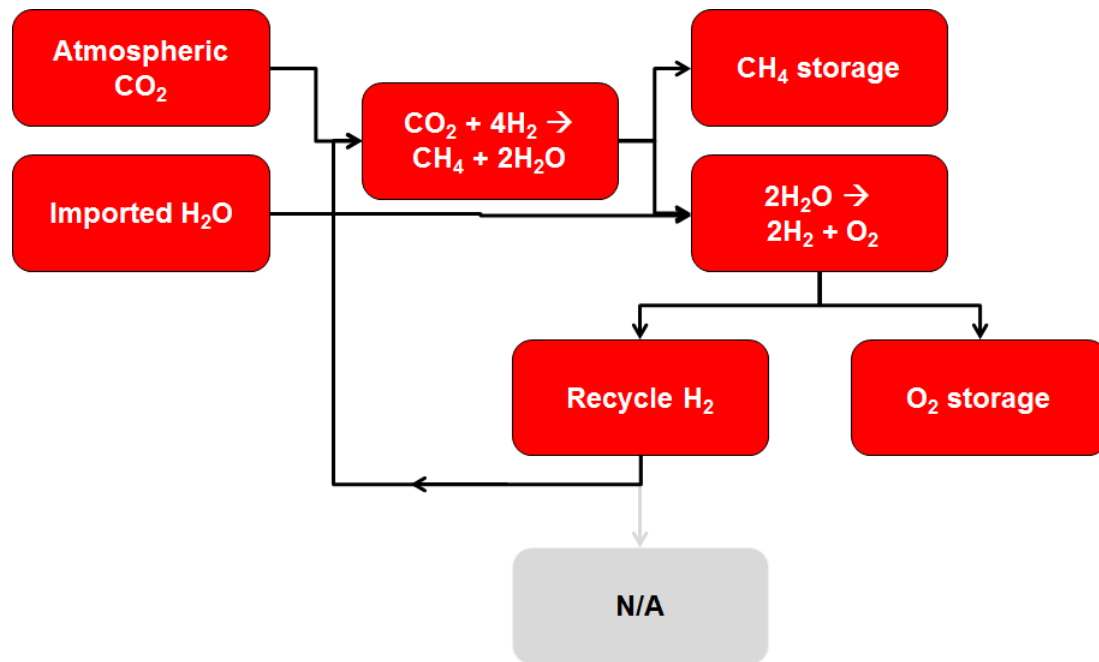 Atmospheric
CO₂
CO₂ + 4H₂ →
CH₄ + 2H₂O
CH₄ storage
Imported H₂O
2H₂O →
2H₂ + O₂
Recycle H₂
O₂ storage
N/A